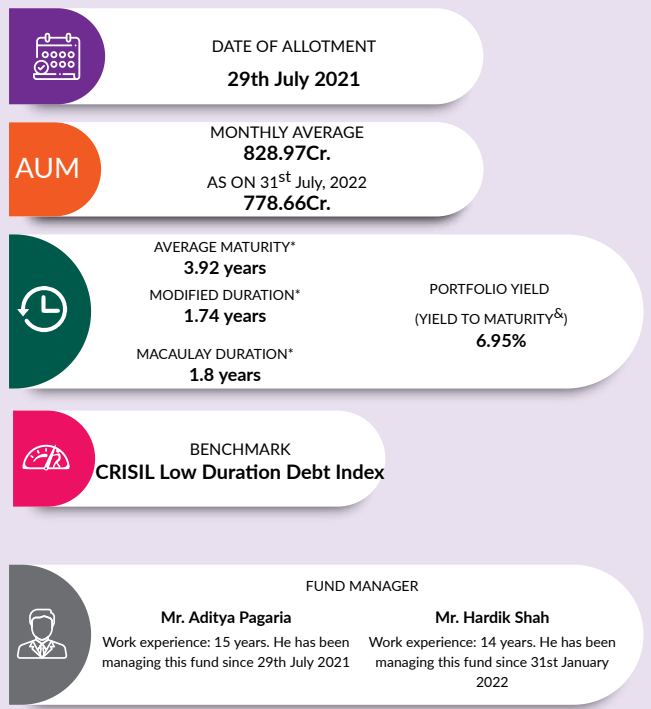 DATE OF ALLOTMENT
29th July 2021
AUM
MONTHLY AVERAGE
828.97Cr.
AS ON 31st July, 2022
778.66Cr.
AVERAGE MATURITY*
3.92 years
MODIFIED DURATION*
1.74 years
MACAULAY DURATION*
1.8 years
PORTFOLIO YIELD
(YIELD TO MATURITY&)
6.95%
BENCHMARK
CRISIL Low Duration Debt Index
FUND MANAGER
Mr. Aditya Pagaria
Work experience: 15 years. He has been
managing this fund since 29th July 2021
Mr. Hardik Shah
Work experience: 14 years. He has been
managing this fund since 31st January
2022